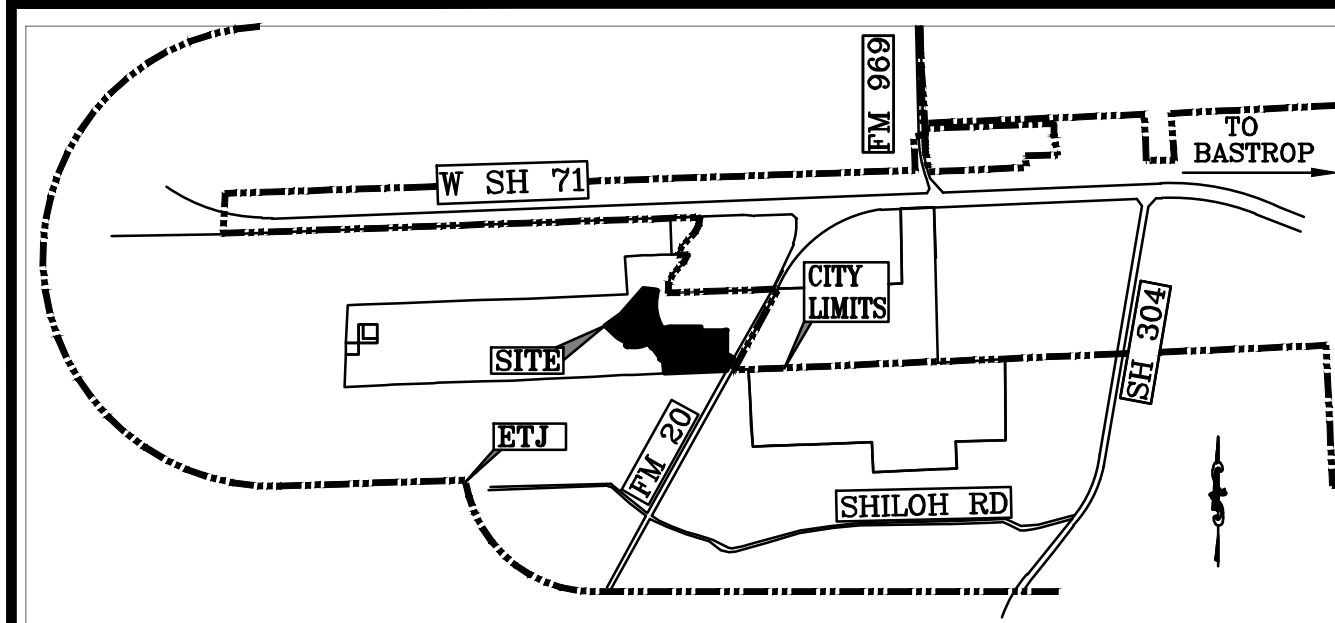 FM 969
TO
BASTROP
W SH 71
CITY
LIMITS
SH 304
SITE
ETJ
FM 20
SHILOH RD